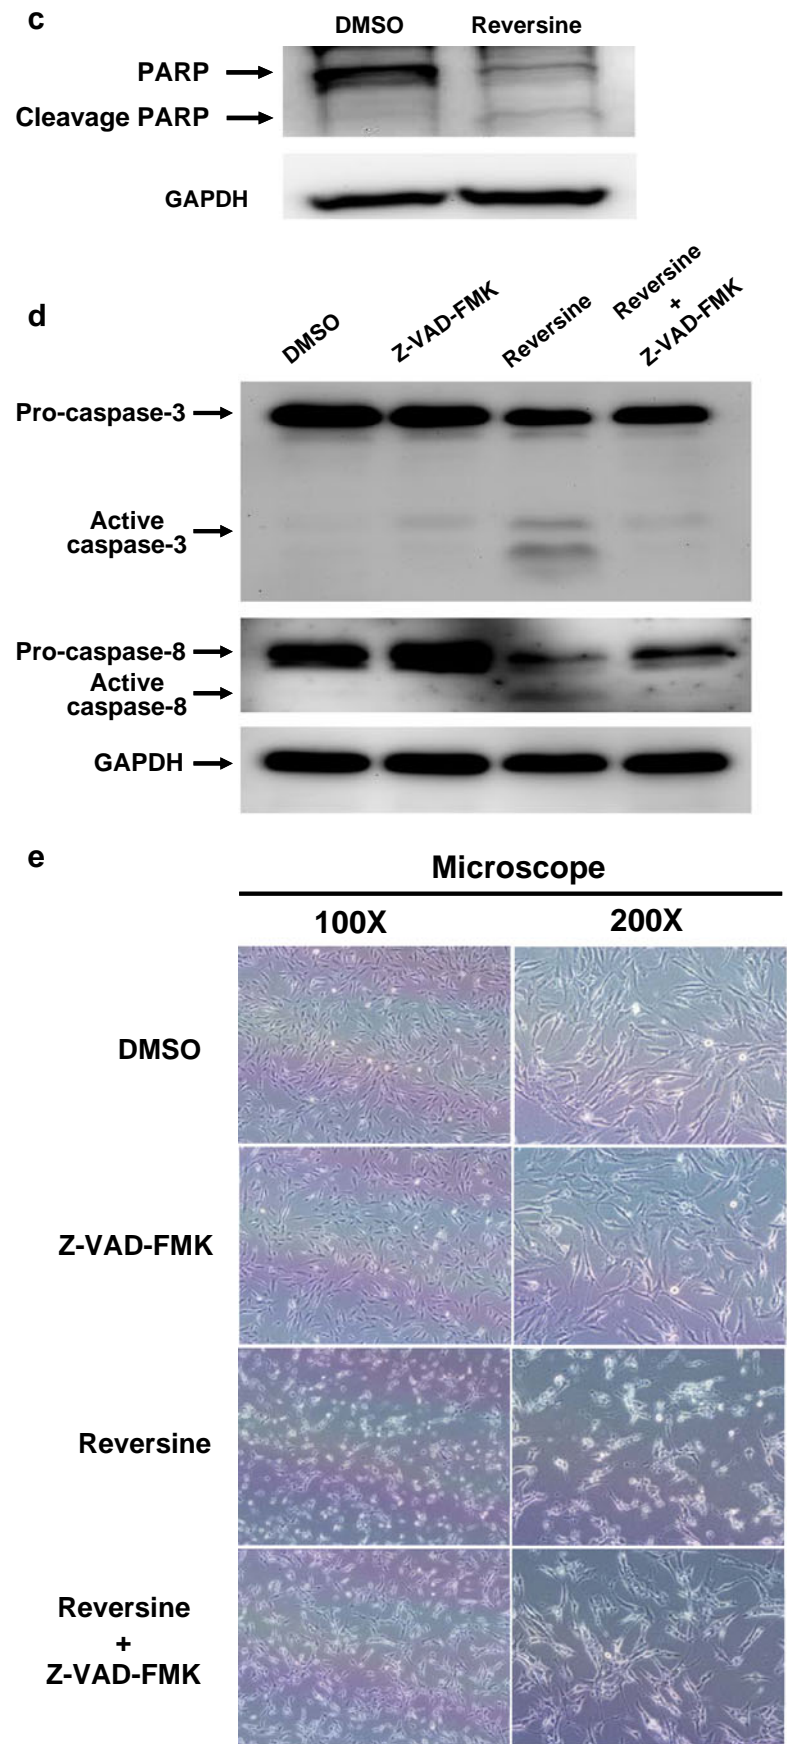 c
DMSO Reversine
PARP
Cleavage PARP
GAPDH
d
DMSO
Z-VAD-FMK
Reversine
Reversine
+
Z-VAD-FMK
Pro-caspase-3
Active
caspase-3
Pro-caspase-8
Active
caspase-8
GAPDH
e
Microscope
100X 200X
DMSO
Z-VAD-FMK
Reversine
Reversine
+
Z-VAD-FMK